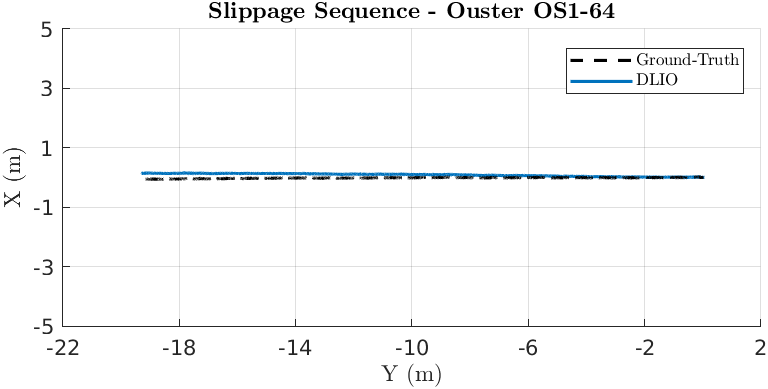 Slippage Sequence - Ouster OS1-64
Ground-Truth
DLIO
5
3
1
-1
-3
-5
X (m)
-22 -18 -14 -10 -6 -2 2
Y (m)